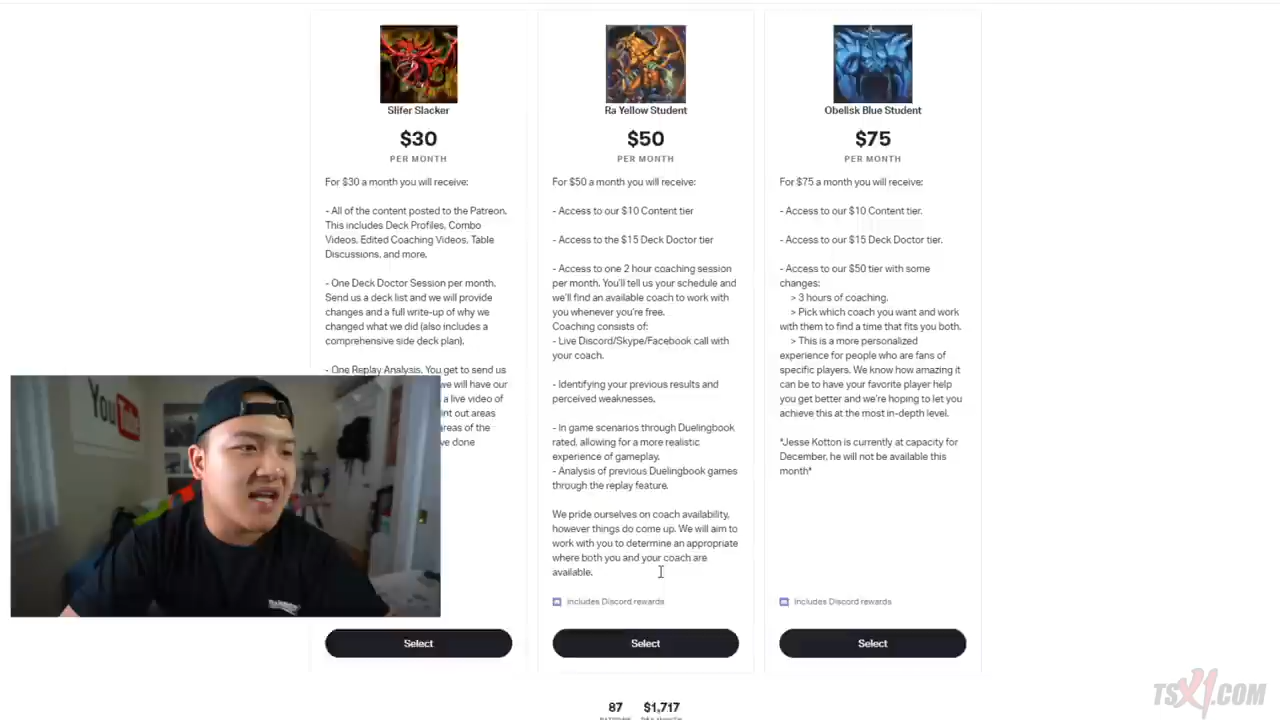 Slifer Slacker
$30
PER MONTH
For $30 a month you will receive:
- All of the content posted to the Patreon.
This includes Deck Profiles, Combo
Videos, Edited Coaching Videos, Table
Discussions, and more.
- One Deck Doctor Session per month.
Send us a deck list and we will provide
changes and a full write-up of why we
changed what we did (also includes a
comprehensive side deck plan).
- One Replay Analysis. You get to send us
we will have our
a live video of
int out areas
areas of the
ve done
Select
Ra Yellow Student
$50
PER MONTH
For $50 a month you will receive:
- Access to our $10 Content tier
- Access to the $15 Deck Doctor tier
- Access to one 2 hour coaching session
per month. You'll tell us your schedule and
we'll find an available coach to work with
you whenever you're free.
Coaching consists of:
- Live Discord/Skype/Facebook call with
your coach.
- Identifying your previous results and
perceived weaknesses.
- In game scenarios through Duelingbook
rated, allowing for a more realistic
experience of gameplay.
- Analysis of previous Duelingbook games
through the replay feature.
We pride ourselves on coach availability,
however things do come up. We will aim to
work with you to determine an appropriate
where both you and your coach are
available.
Includes Discord rewards
Select
Obelisk Blue Student
$75
PER MONTH
For $75 a month you will receive:
- Access to our $10 Content tier.
- Access to our $15 Deck Doctor tier.
- Access to our $50 tier with some
changes:
> 3 hours of coaching.
> Pick which coach you want and work
with them to find a time that fits you both.
> This is a more personalized
experience for people who are fans of
specific players. We know how amazing it
can be to have your favorite player help
you get better and we're hoping to let you
achieve this at the most in-depth level.
*Jesse Kotton is currently at capacity for
December, he will not be available this
month*
Includes Discord rewards
Select
YouTube
87 $1,717
TSX1.COM